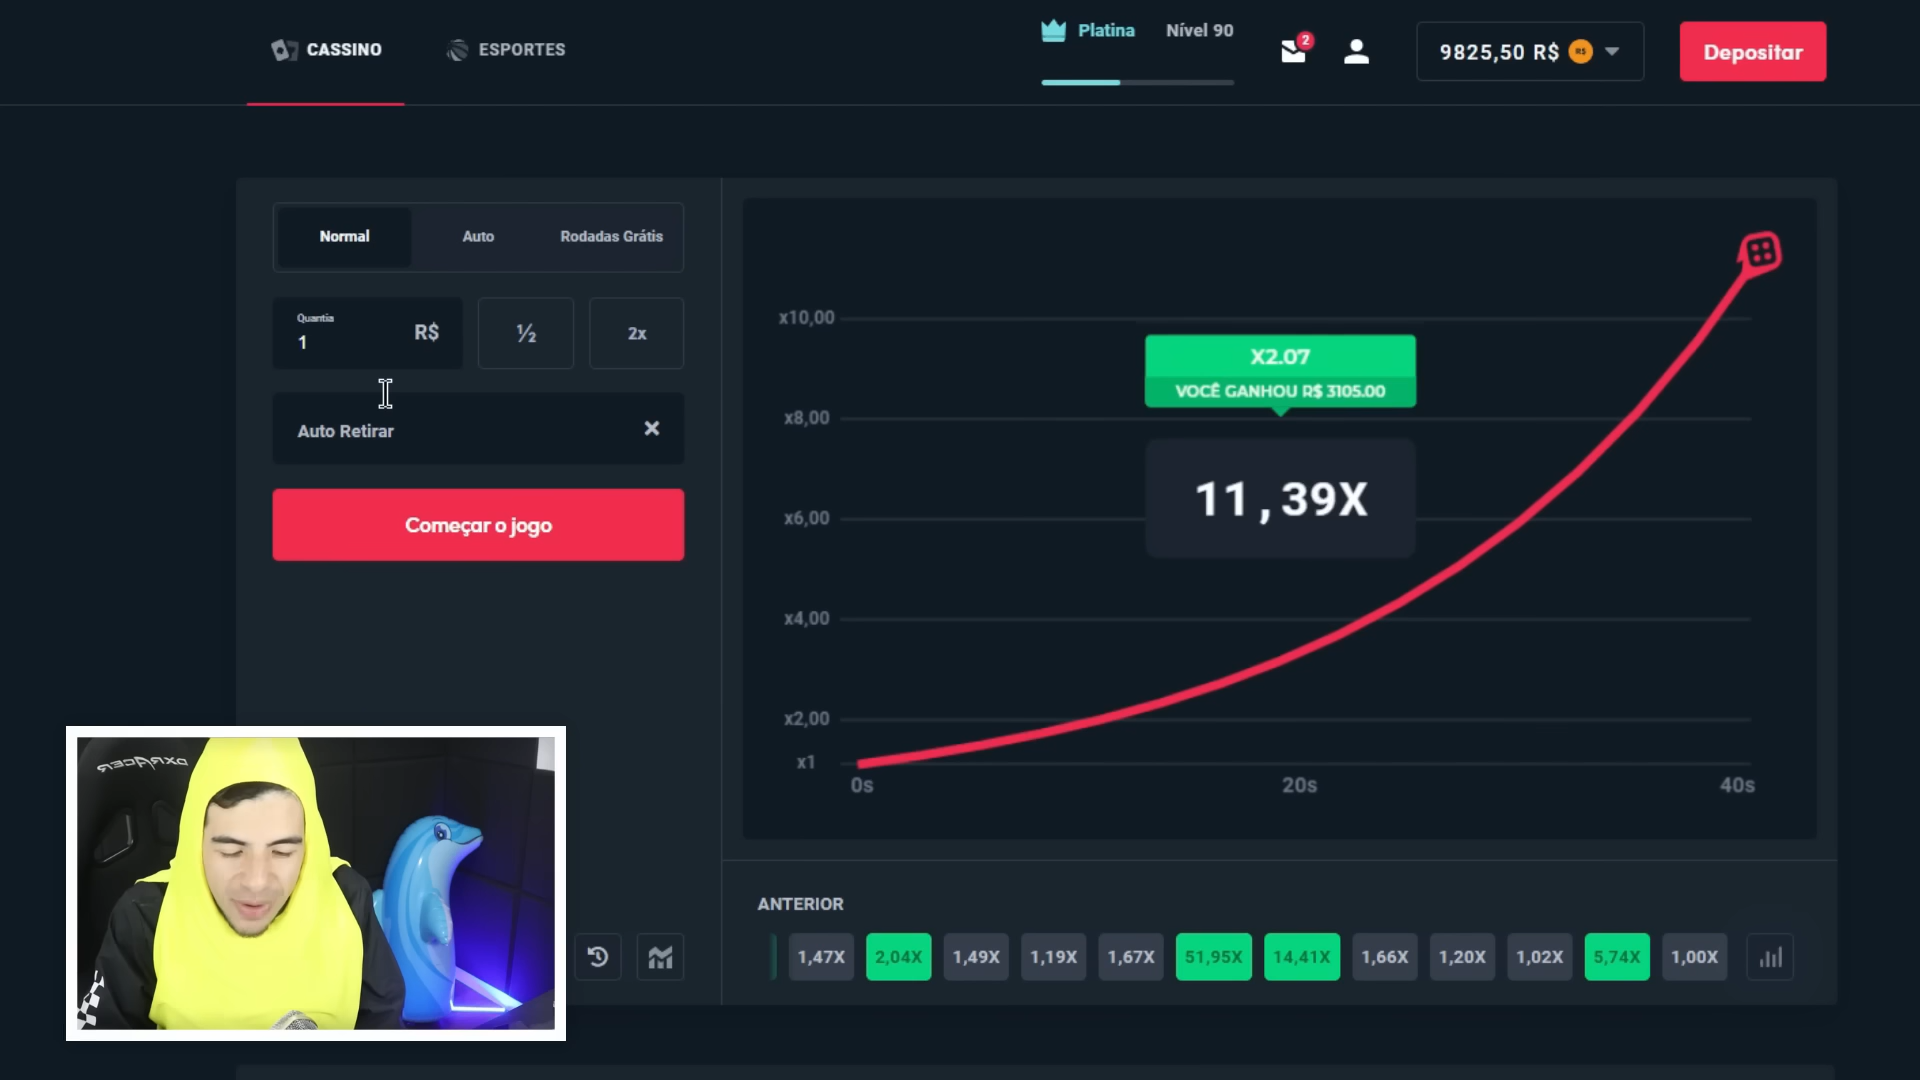 CASSINO
ESPORTES
Platina Nível 90
2
9825,50 R$ R$
Depositar
Normal
Auto
Rodadas Grátis
Quantia
1
R$
½
2x
Auto Retirar
Começar o jogo
x10,00
x8,00
x6,00
x4,00
x2,00
x1
0s
20s
40s
X2.07
VOCÊ GANHOU R$ 3105.00
11,39X
DXRACER
ANTERIOR
1,47X
2,04X
1,49X
1,19X
1,67X
51,95X
14,41X
1,66X
1,20X
1,02X
5,74X
1,00X